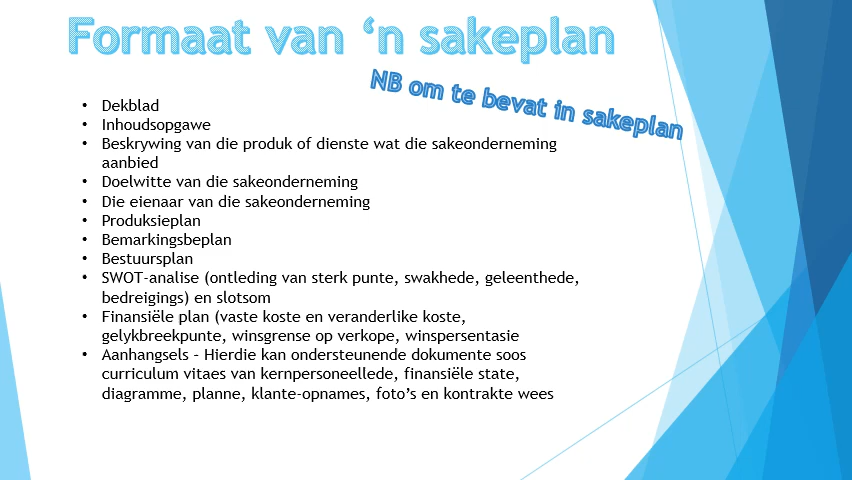 Formaat van ‘n sakeplan
NB om te bevat in sakeplan
• Dekblad
• Inhoudsopgawe
• Beskrywing van die produk of dienste wat die sakeonderneming
aanbied
• Doelwitte van die sakeonderneming
• Die eienaar van die sakeonderneming
• Produksieplan
• Bemarkingsbeplan
• Bestuursplan
• SWOT-analise (ontleding van sterk punte, swakhede, geleenthede,
bedreigings) en slotsom
• Finansiële plan (vaste koste en veranderlike koste,
gelykbreekpunte, winsgrense op verkope, winspersentasie
• Aanhangsels – Hierdie kan ondersteunende dokumente soos
curriculum vitaes van kernpersoneellede, finansiële state,
diagramme, planne, klante-opnames, foto’s en kontrakte wees